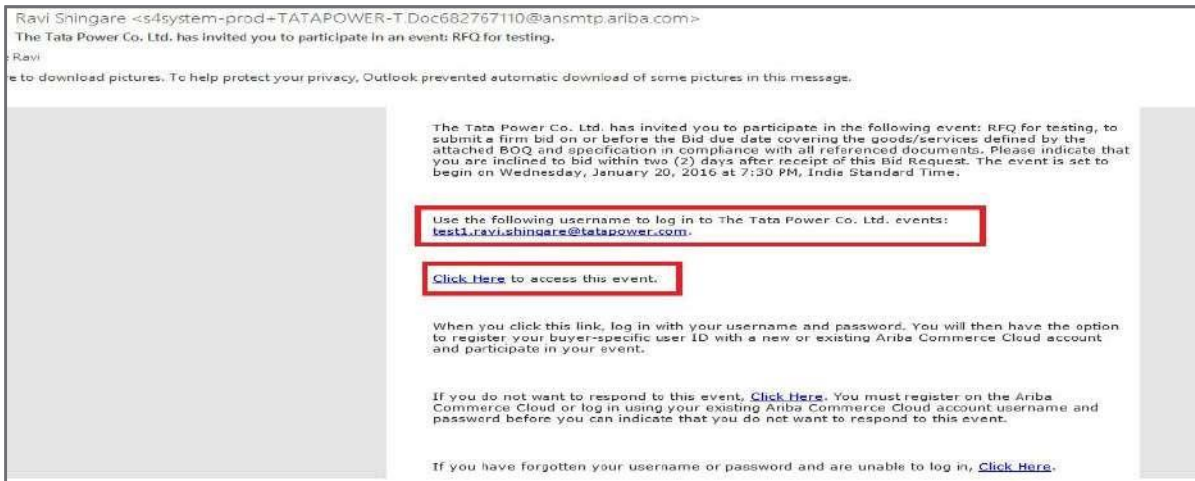 Ravi Shingare <s4system-prod+TATAPOWER-T.Doc682767110@ansmtp.ariba.com>
The Tata Power Co. Ltd. has invited you to participate in an event: RFQ for testing.
Ravi
to download pictures. To help protect your privacy, Outlook prevented automatic download of some pictures in this message.
The Tata Power Co. Ltd. has invited you to participate in the following event: RFQ for testing, to
submit a firm bid on or before the Bid due date covering the goods/services defined by the
attached BOQ and specfication in compliance with all referenced documents. Please indicate that
you are inclined to bid within two (2) days after receipt of this Bid Request. The event is set to
begin on Wednesday, January 20, 2016 at 7:30 PM, India Standard Time.
Use the following username to log in to The Tata Power Co. Ltd. events:
test1.ravi.shingare@tatapower.com.
Click Here to access this event.
When you click this link, log in with your username and password. You will then have the option
to register your buyer-specific user ID with a new or existing Ariba Commerce Cloud account
and participate in your event.
If you do not want to respond to this event, Click Here. You must register on the Ariba
Commerce Cloud or log in using your existing Ariba Commerce Cloud account username and
password before you can indicate that you do not want to respond to this event.
If you have forgotten your username or password and are unable to log in, Click Here.